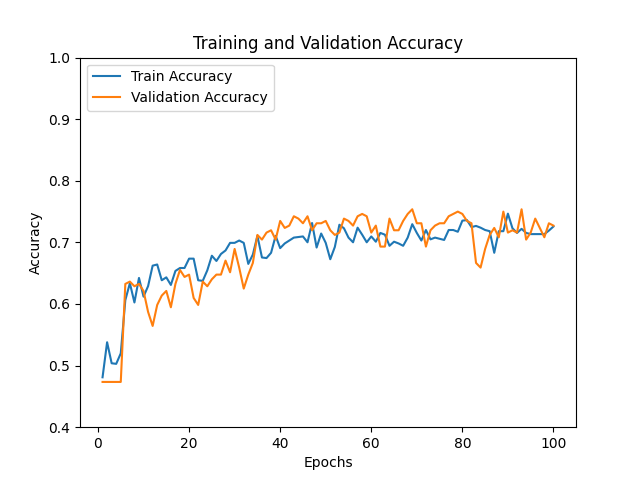 Training and Validation Accuracy
Train Accuracy
Validation Accuracy
1.0
0.9
0.8
0.7
0.6
0.5
0.4
Accuracy
0 20 40 60 80 100
Epochs